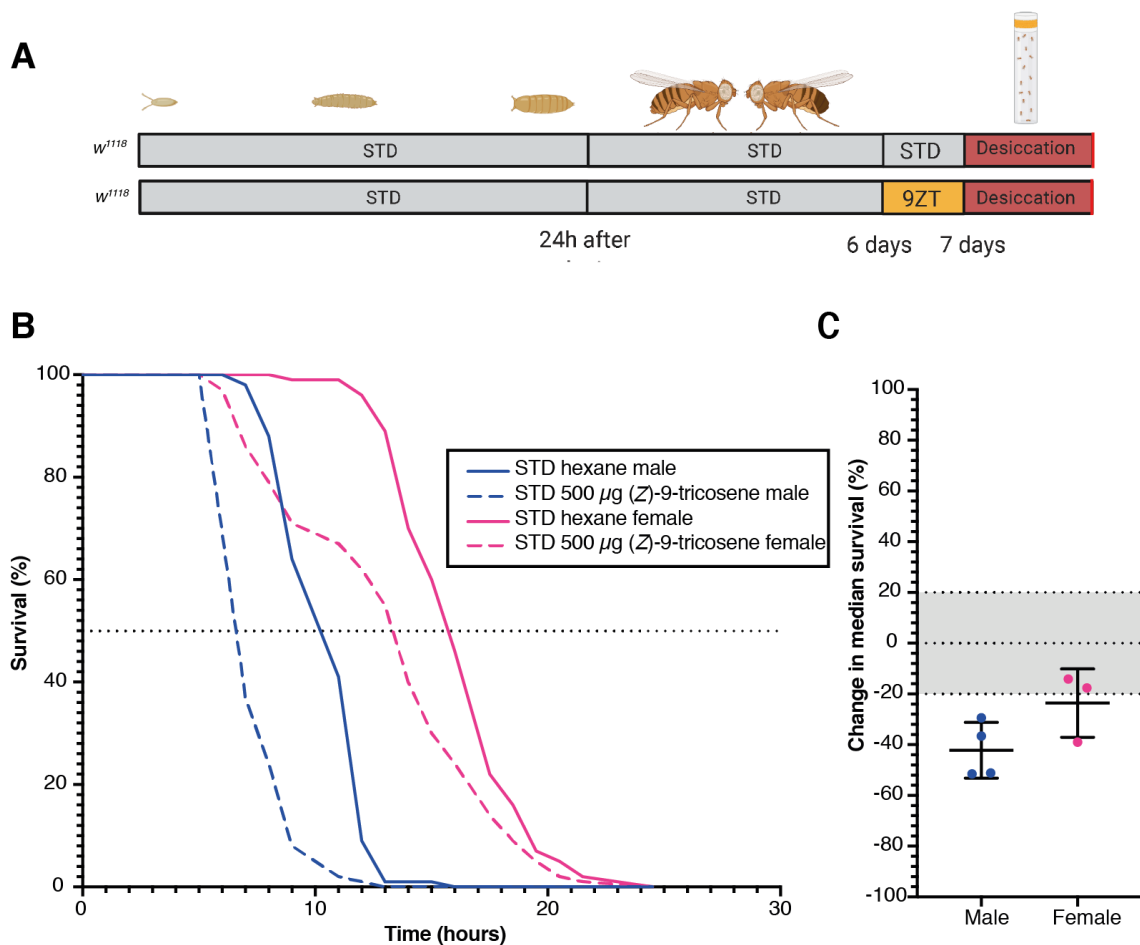 A
w1118 STD STD STD Desiccation
w1118 STD STD 9ZT Desiccation
24h after 6 days 7 days
B
100
80
60
40
20
0
Survival (%)
0 10 20 30
Time (hours)
STD hexane male
STD 500 µg (Z)-9-tricosene male
STD hexane female
STD 500 µg (Z)-9-tricosene female
C
100
80
60
40
20
0
-20
-40
-60
-80
-100
Change in median survival (%)
Male Female